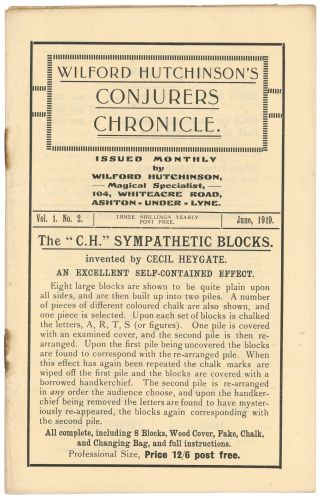 WILFORD HUTCHINSON'S
CONJURERS
CHRONICLE.
ISSUED MONTHLY
by
WILFORD HUTCHINSON,
—Magical Specialist,—
104, WHITEACRE ROAD,
ASHTON-UNDER-LYNE.
Vol. 1. No. 2.
THREE SHILLINGS YEARLY
POST FREE.
June, 1919.
The "C.H." SYMPATHETIC BLOCKS.
invented by CECIL HEYGATE.
AN EXCELLENT SELF-CONTAINED EFFECT.
Eight large blocks are shown to be quite plain upon
all sides, and are then built up into two piles. A number
of pieces of different coloured chalk are also shown, and
one piece is selected. Upon each set of blocks is chalked
the letters, A, R, T, S (or figures). One pile is covered
with an examined cover, and the second pile is then re-
arranged. Upon the first pile being uncovered the blocks
are found to correspond with the re-arranged pile. When
this effect has again been repeated the chalk marks are
wiped off the first pile and the blocks are covered with a
borrowed handkerchief. The second pile is re-arranged
in any order the audience choose, and upon the handker-
chief being removed the letters are found to have myster-
iously re-appeared, the blocks again corresponding with
the second pile.
All complete, including 8 Blocks, Wood Cover, Fake, Chalk,
and Changing Bag, and full instructions.
Professional Size, Price 12/6 post free.